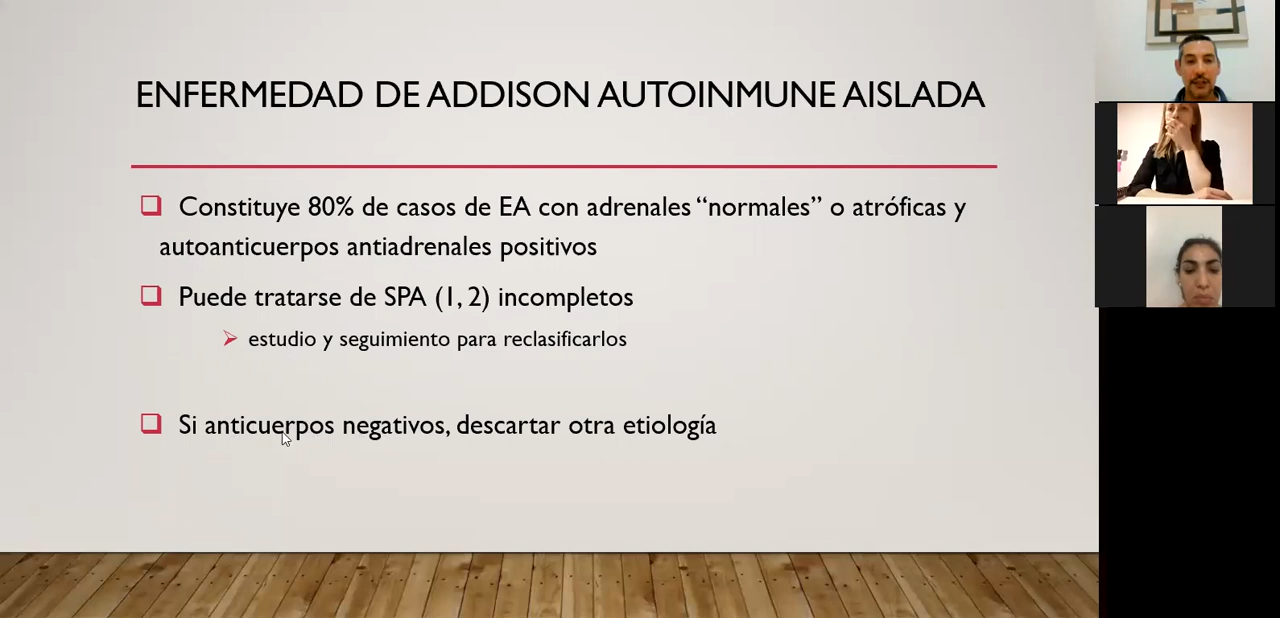 ENFERMEDAD DE ADDISON AUTOINMUNE AISLADA
Constituye 80% de casos de EA con adrenales “normales” o atróficas y
autoanticuerpos antiadrenales positivos
Puede tratarse de SPA (1, 2) incompletos
estudio y seguimiento para reclasificarlos
Si anticuerpos negativos, descartar otra etiología